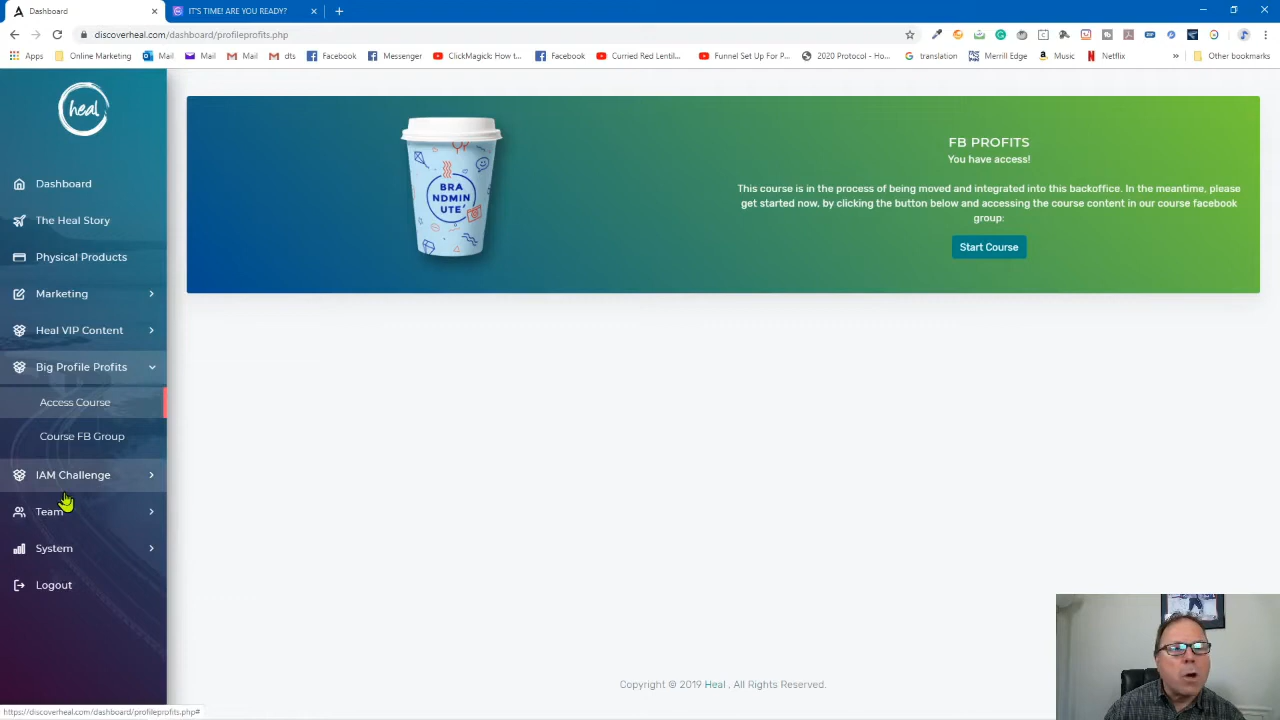 Dashboard
IT'S TIME! ARE YOU READY?
discoverheal.com/dashboard/profileprofits.php
Apps
Online Marketing
Mail
Mail
Mail
dts
Facebook
Messenger
ClickMagick How t...
Facebook
Curried Red Lentil...
Funnel Set Up For P...
2020 Protocol - Ho...
translation
Merrill Edge
Music
Netflix
»
Other bookmarks
heal
Dashboard
The Heal Story
Physical Products
Marketing
Heal VIP Content
Big Profile Profits
Access Course
Course FB Group
IAM Challenge
Team
System
Logout
BRA
NDMIN
UTE'
FB PROFITS
You have access!
This course is in the process of being moved and integrated into this backoffice. In the meantime, please
get started now, by clicking the button below and accessing the course content in our course facebook
group:
Start Course
Copyright © 2019 Heal , All Rights Reserved.
https://discoverheal.com/dashboard/profileprofits.php#